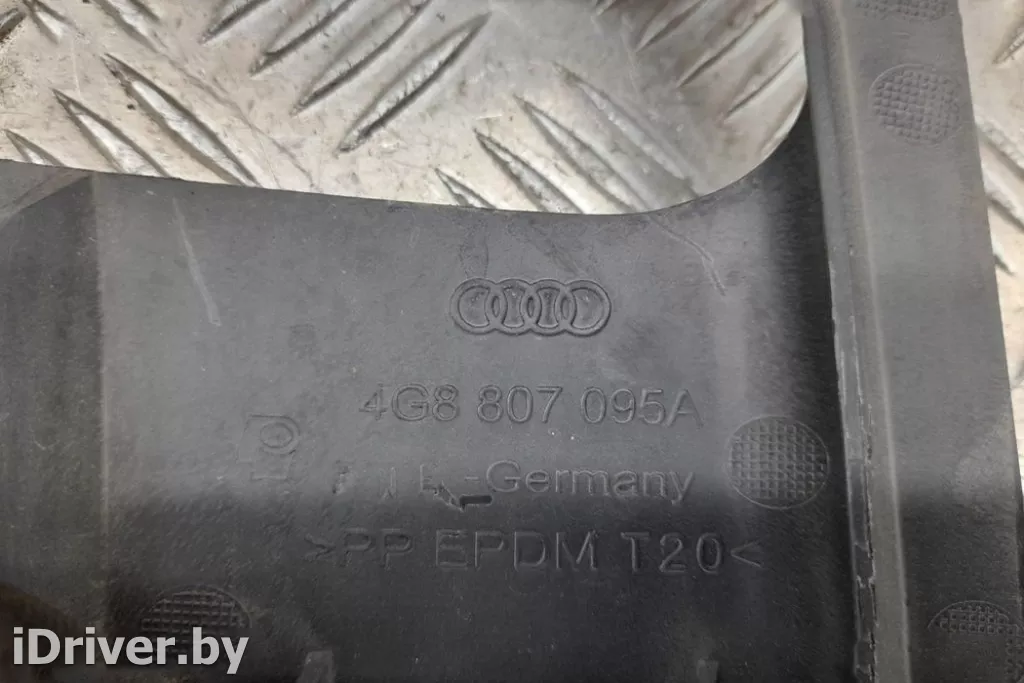 4G8 807 095A
-Germany
>PP EPDM T20<
iDriver.by